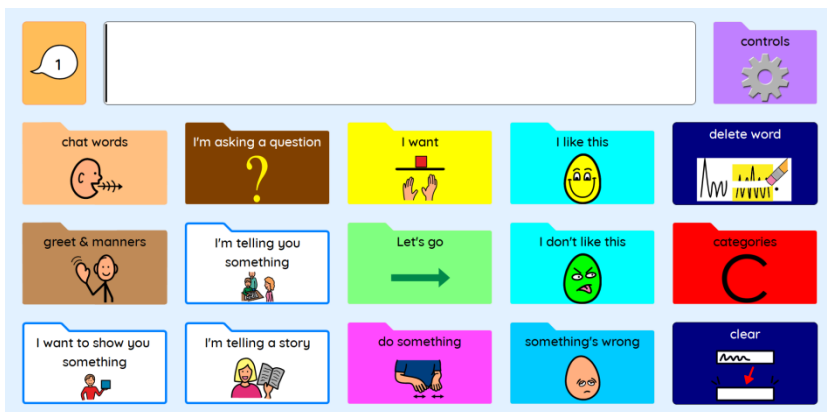 1
controls
chat words
I'm asking a question
?
I want
I like this
delete word
greet & manners
I'm telling you
something
Let's go
I don't like this
categories
C
I want to show you
something
I'm telling a story
do something
something's wrong
clear